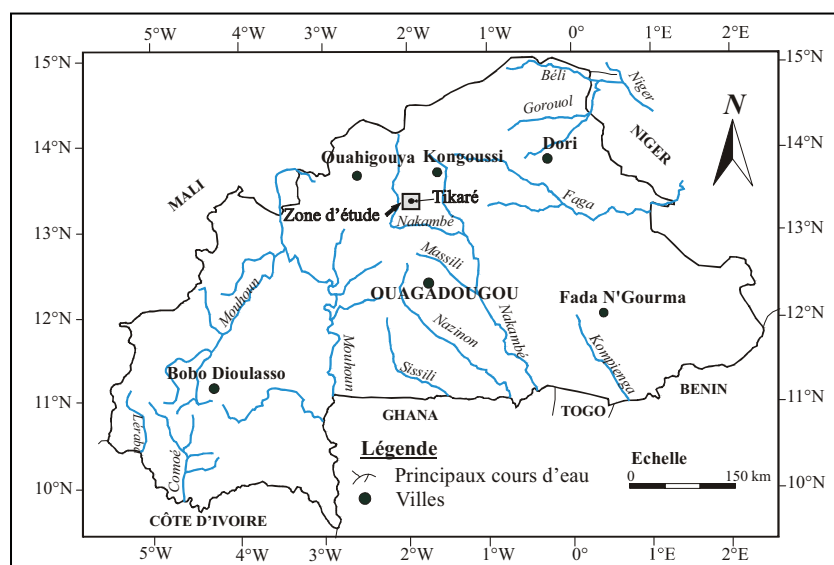 5°W 4°W 3°W 2°W 1°W 0° 1°E 2°E
15°N 15°N
Béli
Niger
Gorouol
14°N 14°N
Ouahigouya Kongoussi Dori
NIGER
N
MALI
Tikaré
Zone d'étude
Nakambé
Faga
13°N 13°N
Massili
OUAGADOUGOU
Mouhoun
Fada N'Gourma
12°N 12°N
Nazinon
Nakambé
Kompienga
Mouhoun
Sissili
Bobo Dioulasso
BENIN
11°N 11°N
GHANA TOGO
Léraba
Comoé
Légende
Principaux cours d'eau
Villes
Echelle
0 150 km
10°N 10°N
CÔTE D'IVOIRE
5°W 4°W 3°W 2°W 1°W 0° 1°E 2°E